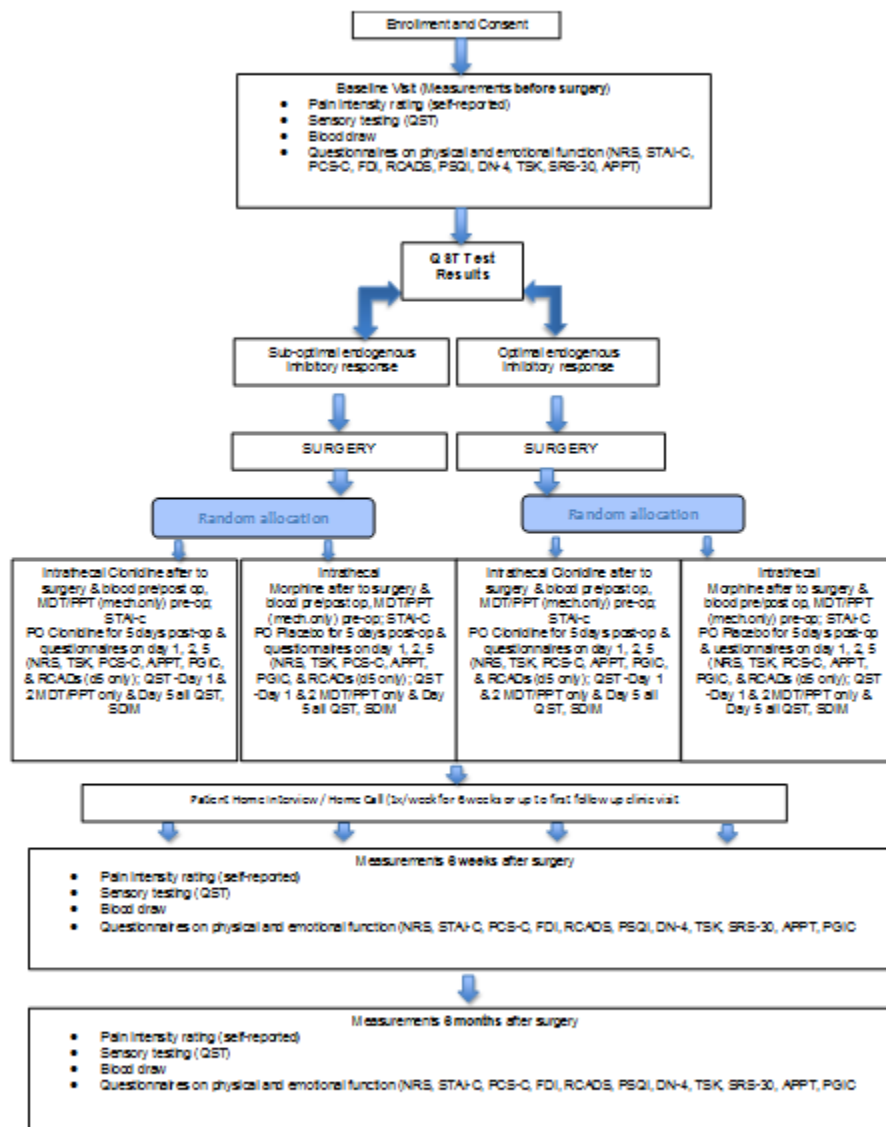 Enrollment and Consent
Baseline Visit (Measurements before surgery)
● Pain intensity rating (self-reported)
● Sensory testing (QST)
● Blood draw
● Questionnaires on physical and emotional function (NRS, STAI-C,
PCS-C, FDI, RCADS, PSQI, DN-4, TSK, SRS-30, APPT)
QST Test
Results
Sub-optimal endogenous
inhibitory response
Optimal endogenous
inhibitory response
SURGERY
SURGERY
Random allocation
Random allocation
Intrathecal Clonidine after to
surgery & blood pre/post op,
MDT/PPT (mech only) pre-op;
STAI-c
PO Clonidine for 5 days post-op &
questionnaires on day 1, 2, 5
(NRS, TSK, PCS-C, APPT, PGIC,
& RCADs (d5 only); QST -Day 1 &
2 MDT/PPT only & Day 5 all QST,
SDIM
Intrathecal
Morphine after to surgery &
blood pre/post op, MDT/PPT
(mech only) pre-op; STAI-C
PO Placebo for 5 days post-op &
questionnaires on day 1, 2, 5
(NRS, TSK, PCS-C, APPT,
PGIC, & RCADs (d5 only); QST
-Day 1 & 2 MDT/PPT only & Day
5 all QST, SDIM
Intrathecal Clonidine after to
surgery & blood pre/post op,
MDT/PPT (mech only) pre-op;
STAI-c
PO Clonidine for 5 days post-op &
questionnaires on day 1, 2, 5
(NRS, TSK, PCS-C, APPT, PGIC,
& RCADs (d5 only); QST -Day 1
& 2 MDT/PPT only & Day 5 all
QST, SDIM
Intrathecal
Morphine after to surgery & blood
pre/post op, MDT/PPT (mech
only) pre-op; STAI-C
PO Placebo for 5 days post-op
& uestionnaires on day 1, 2, 5
(NRS, TSK, PCS-C, APPT,
PGIC, & RCADs (d5 only); QST
-Day 1 & 2 MDT/PPT only & Day
5 all QST, SDIM
Patient Home Interview / Home Call (1x/week for 6 weeks or up to first follow up clinic visit
Measurements 6 weeks after surgery
● Pain intensity rating (self-reported)
● Sensory testing (QST)
● Blood draw
● Questionnaires on physical and emotional function (NRS, STAI-C, PCS-C, FDI, RCADS, PSQI, DN-4, TSK, SRS-30, APPT, PGIC
Measurements 6 months after surgery
● Pain intensity rating (self-reported)
● Sensory testing (QST)
● Blood draw
● Questionnaires on physical and emotional function (NRS, STAI-C, PCS-C, FDI, RCADS, PSQI, DN-4, TSK, SRS-30, APPT, PGIC